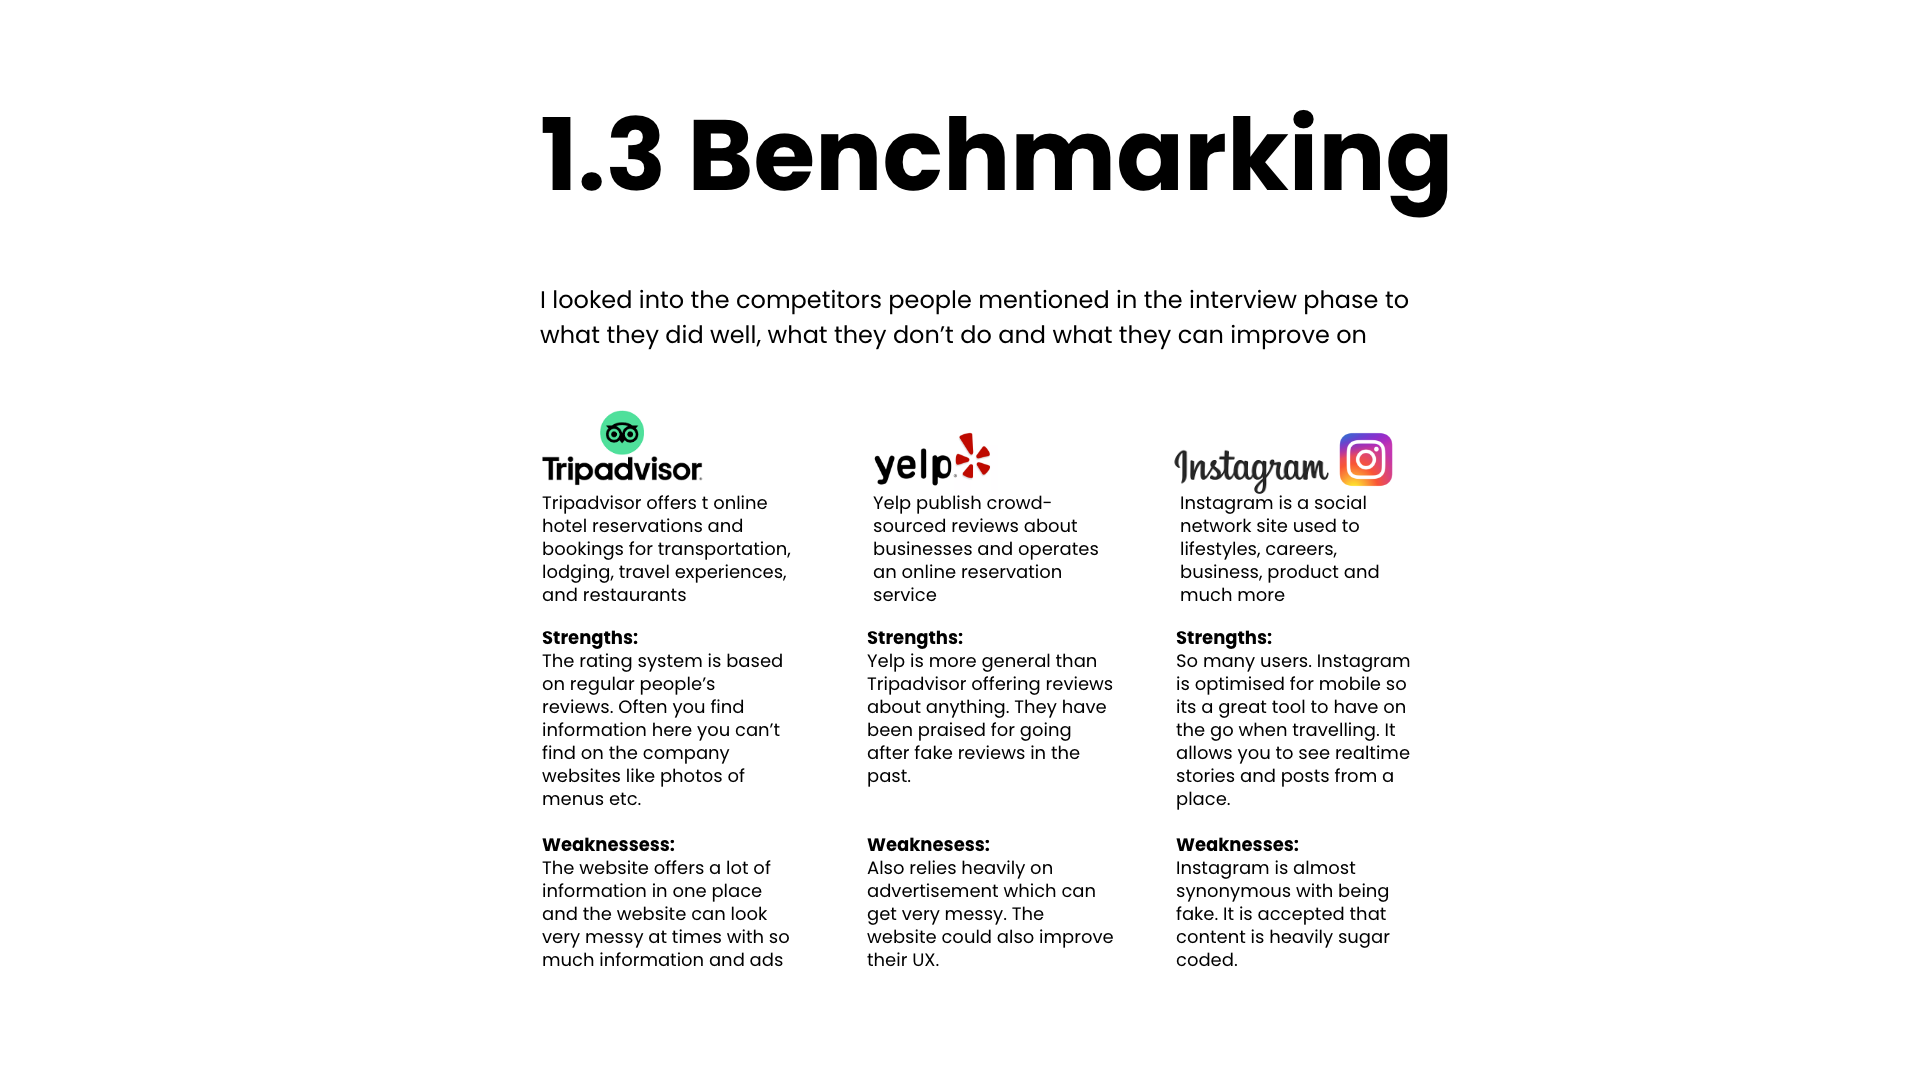 1.3 Benchmarking
I looked into the competitors people mentioned in the interview phase to
what they did well, what they don’t do and what they can improve on
Tripadvisor
Tripadvisor offers t online
hotel reservations and
bookings for transportation,
lodging, travel experiences,
and restaurants
Strengths:
The rating system is based
on regular people’s
reviews. Often you find
information here you can’t
find on the company
websites like photos of
menus etc.
Weaknessess:
The website offers a lot of
information in one place
and the website can look
very messy at times with so
much information and ads
yelp
Yelp publish crowd-
sourced reviews about
businesses and operates
an online reservation
service
Strengths:
Yelp is more general than
Tripadvisor offering reviews
about anything. They have
been praised for going
after fake reviews in the
past.
Weaknesess:
Also relies heavily on
advertisement which can
get very messy. The
website could also improve
their UX.
Instagram
Instagram is a social
network site used to
lifestyles, careers,
business, product and
much more
Strengths:
So many users. Instagram
is optimised for mobile so
its a great tool to have on
the go when travelling. It
allows you to see realtime
stories and posts from a
place.
Weaknesses:
Instagram is almost
synonymous with being
fake. It is accepted that
content is heavily sugar
coded.